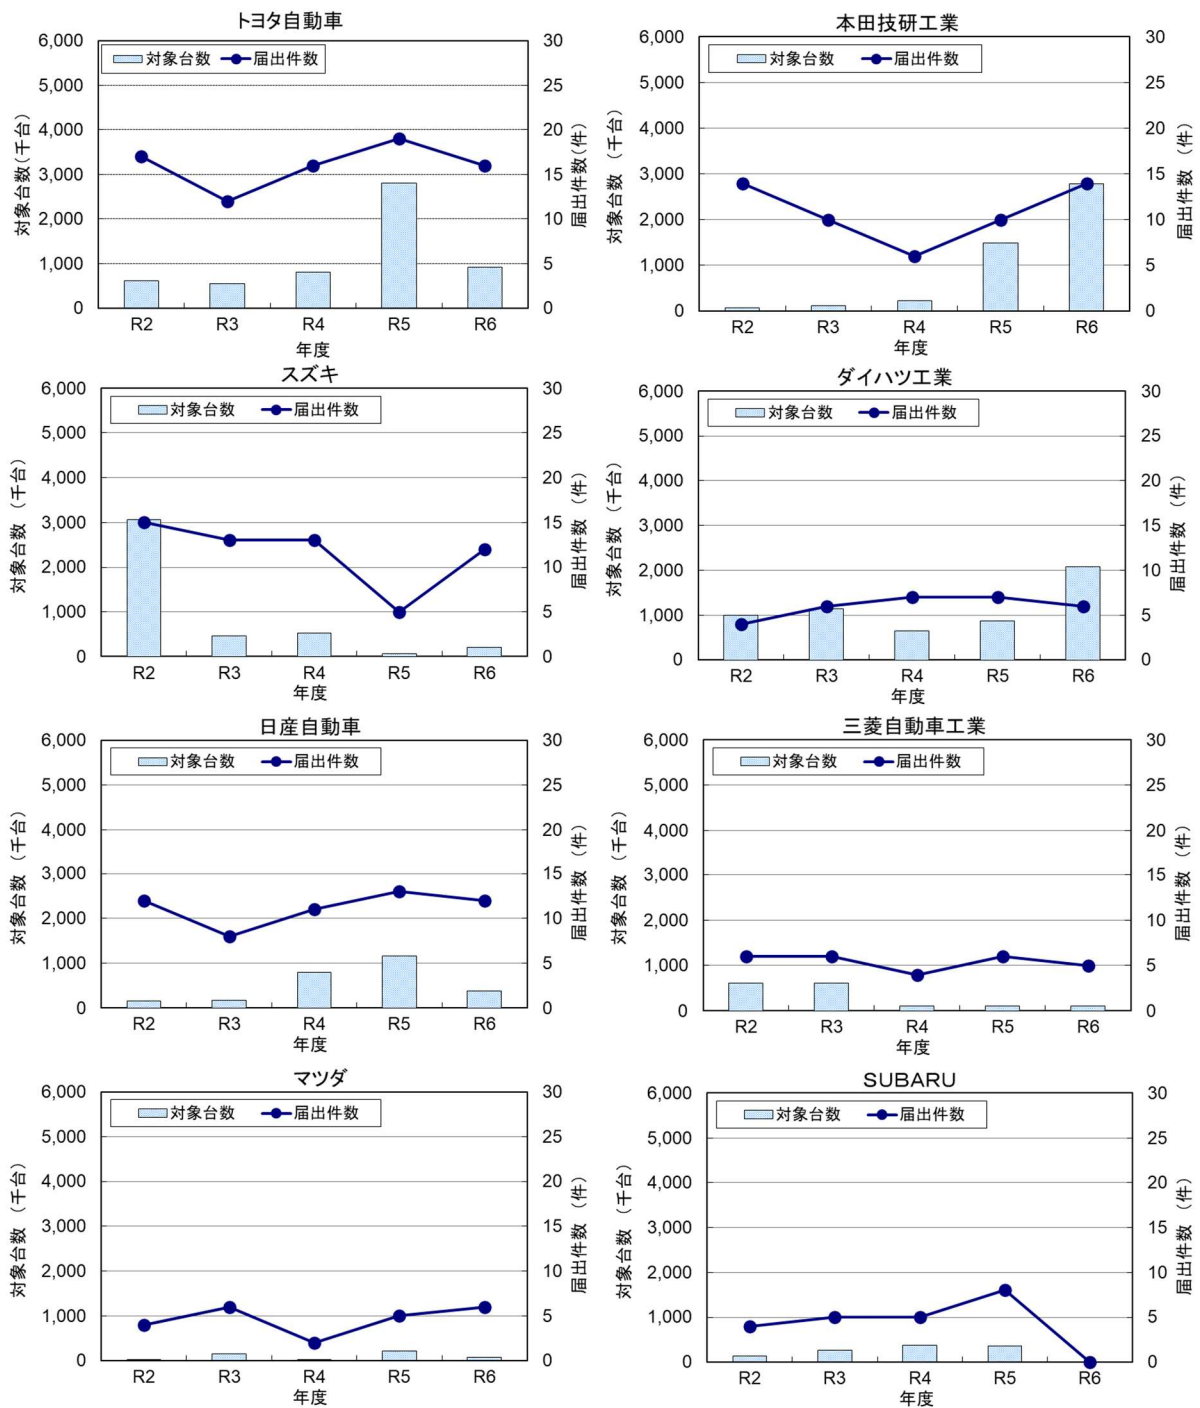 トヨタ自動車
対象台数 届出件数
対象台数(千台)
6,000
5,000
4,000
3,000
2,000
1,000
0
30
25
20
15
10
5
0
届出件数(件)
R2 R3 R4 R5 R6
年度
本田技研工業
対象台数 届出件数
対象台数 (千台)
6,000
5,000
4,000
3,000
2,000
1,000
0
30
25
20
15
10
5
0
届出件数 (件)
R2 R3 R4 R5 R6
年度
スズキ
対象台数 届出件数
対象台数 (千台)
6,000
5,000
4,000
3,000
2,000
1,000
0
30
25
20
15
10
5
0
届出件数 (件)
R2 R3 R4 R5 R6
年度
ダイハツ工業
対象台数 届出件数
対象台数 (千台)
6,000
5,000
4,000
3,000
2,000
1,000
0
30
25
20
15
10
5
0
届出件数 (件)
R2 R3 R4 R5 R6
年度
日産自動車
対象台数 届出件数
対象台数 (千台)
6,000
5,000
4,000
3,000
2,000
1,000
0
30
25
20
15
10
5
0
届出件数 (件)
R2 R3 R4 R5 R6
年度
三菱自動車工業
対象台数 届出件数
対象台数 (千台)
6,000
5,000
4,000
3,000
2,000
1,000
0
30
25
20
15
10
5
0
届出件数 (件)
R2 R3 R4 R5 R6
年度
マツダ
対象台数 届出件数
対象台数 (千台)
6,000
5,000
4,000
3,000
2,000
1,000
0
30
25
20
15
10
5
0
届出件数 (件)
R2 R3 R4 R5 R6
年度
SUBARU
対象台数 届出件数
対象台数 (千台)
6,000
5,000
4,000
3,000
2,000
1,000
0
30
25
20
15
10
5
0
届出件数 (件)
R2 R3 R4 R5 R6
年度